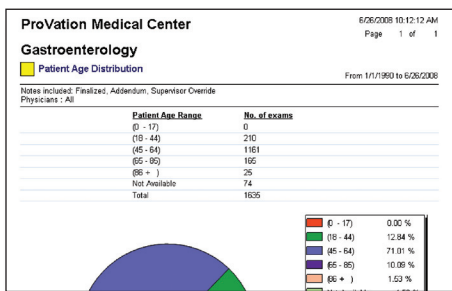 ProVation Medical Center
6/26/2008 10:12:12 AM
Page 1 of 1
Gastroenterology
Patient Age Distribution
From 1/1/1990 to 6/26/2008
Notes included: Finalized, Addendum, Supervisor Override
Physicians : All
Patient Age Range No. of exams
(0 - 17) 0
(18 - 44) 210
(45 - 64) 1161
(65 - 85) 165
(86 + ) 25
Not Available 74
Total 1635
(0 - 17) 0.00 %
(18 - 44) 12.84 %
(45 - 64) 71.01 %
(65 - 85) 10.09 %
(86 + ) 1.53 %